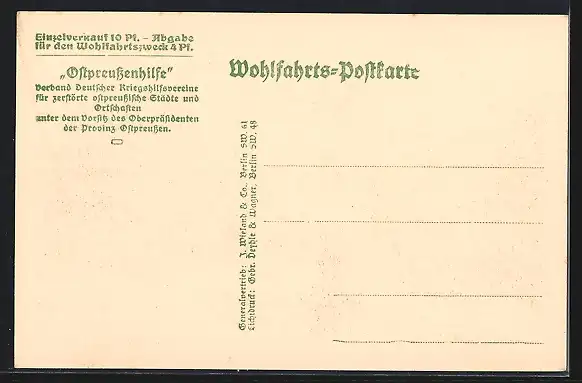 Einzelverkauf 10 Pf. - Abgabe
für den Wohlfahrtszweck 4 Pf.
„Ostpreußenhilfe"
Verband Deutscher Kriegshilfsvereine
für zerstörte ostpreußische Städte und
Ortschaften
unter dem Vorsitz des Oberpräsidenten
der Provinz Ostpreußen.
Wohlfahrts-Postkarte
Generalvertrieb: J. Wieland & Co., Berlin SW. 61
Lichtdruck: Gebr. & Wagner, Berlin SW. 48